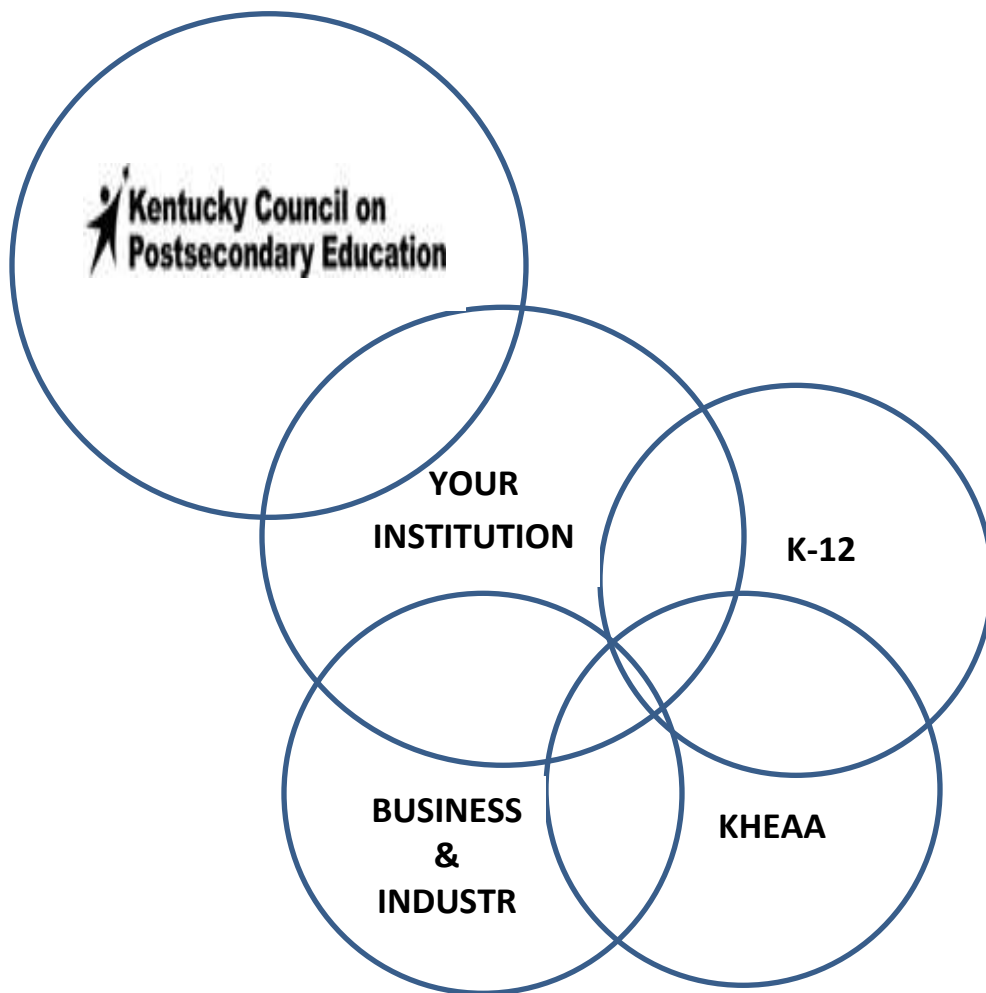 Kentucky Council on
Postsecondary Education
YOUR
INSTITUTION
K-12
BUSINESS
&
INDUSTR
KHEAA